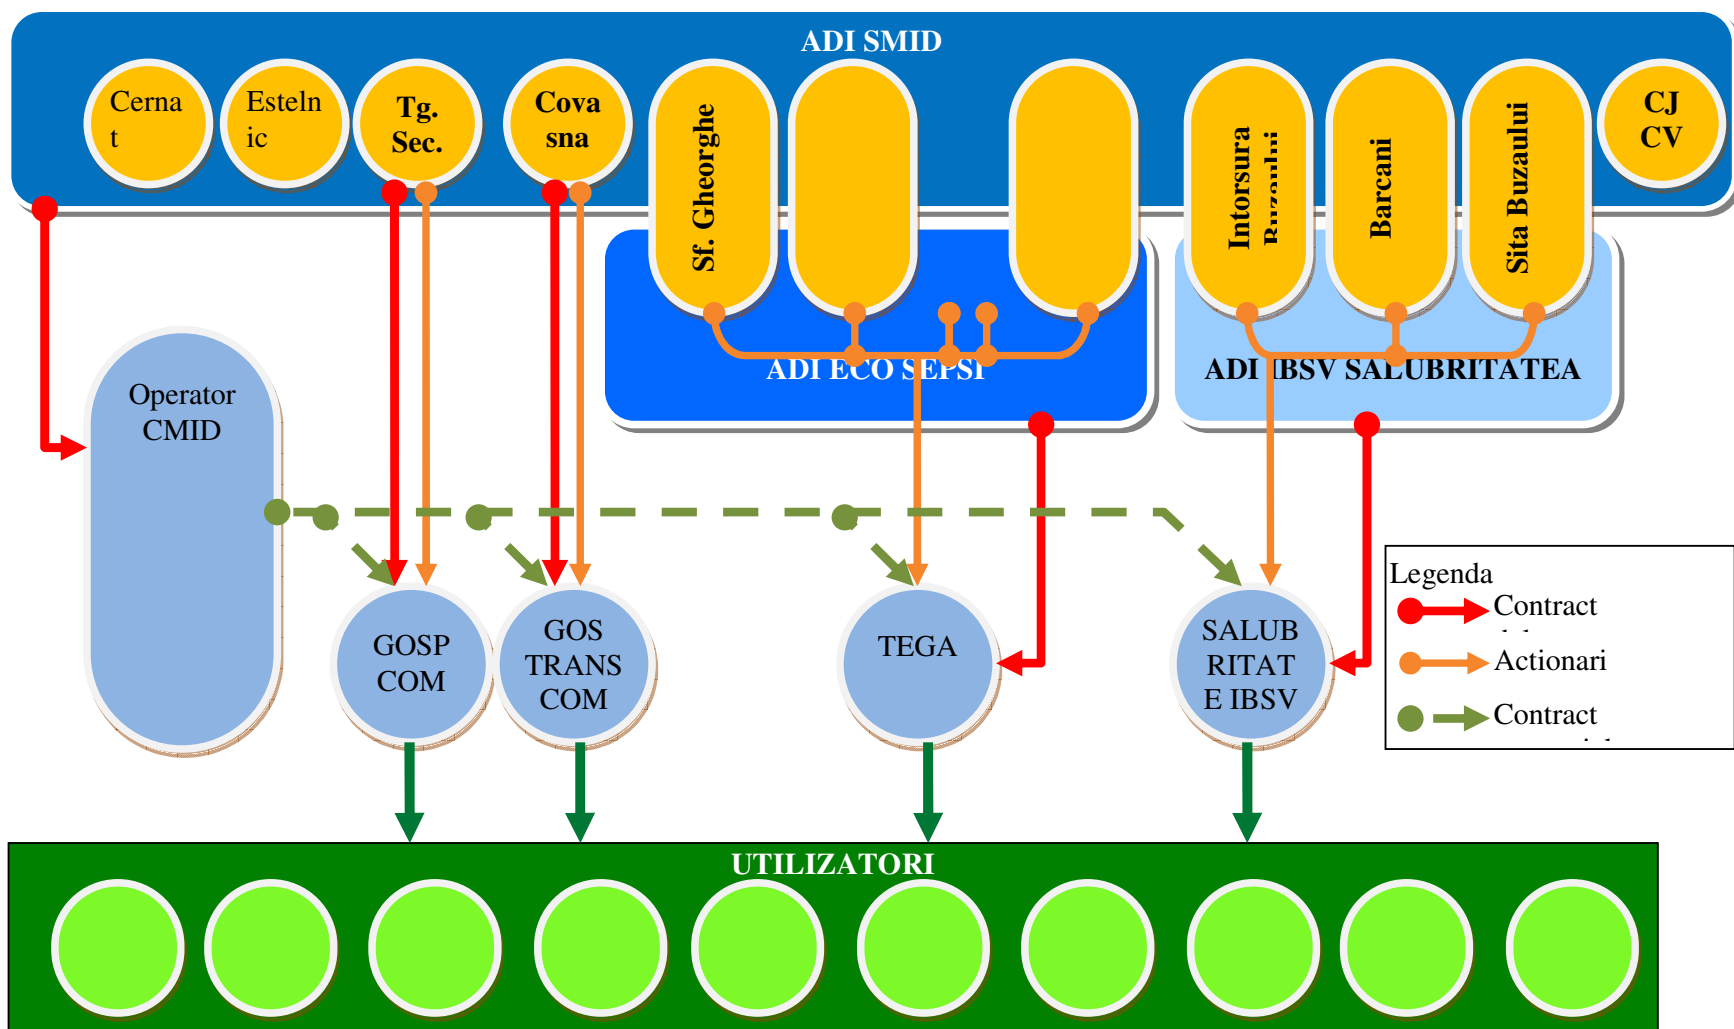 ADI SMID
Cerna
t
Esteln
ic
Tg.
Sec.
Cova
sna
Sf. Gheorghe
Intorsura
Barcani
Sita Buzaului
CJ
CV
ADI ECO SEPSI
ADI IBSV SALUBRITATEA
Operator
CMID
GOSP
COM
GOS
TRANS
COM
TEGA
SALUB
RITAT
E IBSV
Legenda
Contract
Actionari
Contract
UTILIZATORI